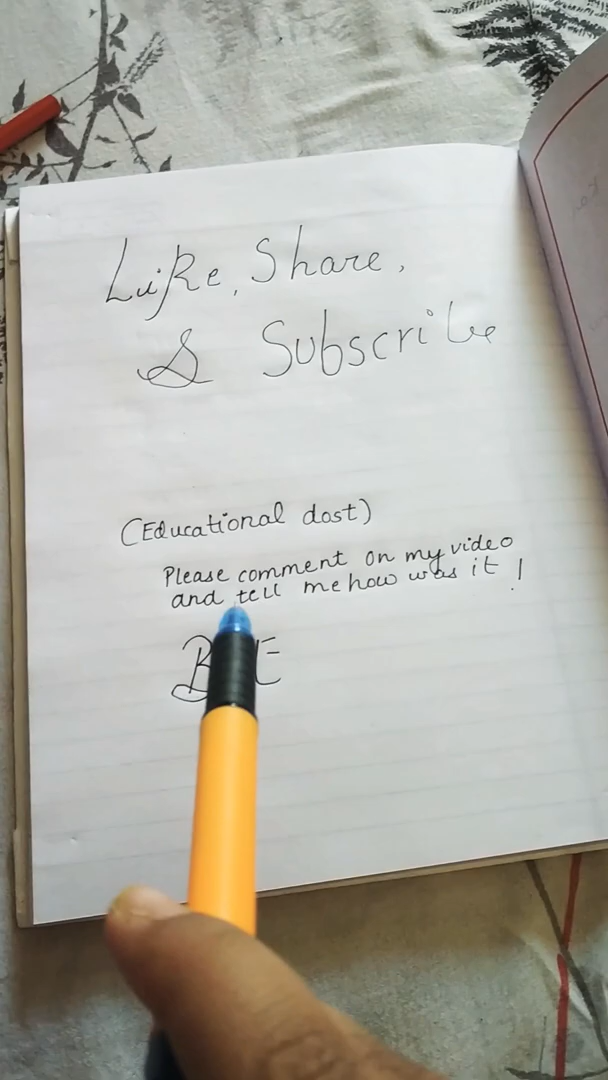 Like, Share,
& Subscribe
(Educational dost)
Please comment on my video
and tell me how was it !